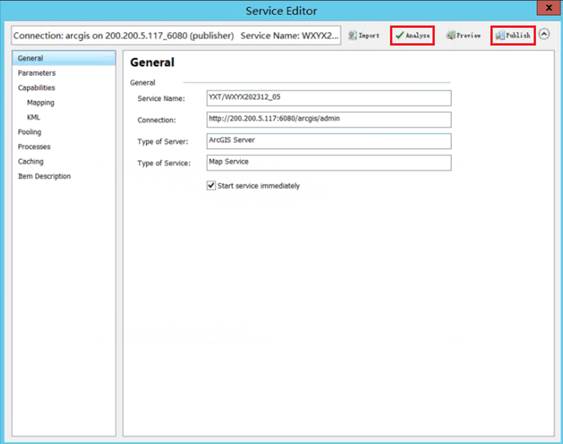 Service Editor
Connection: arcgis on 200.200.5.117_6080 (publisher) Service Name: WXYX2...
Import
Analyze
Preview
Publish
General
Parameters
Capabilities
Mapping
KML
Pooling
Processes
Caching
Item Description
General
General
Service Name:
YXT/WXYX202312_05
Connection:
http://200.200.5.117:6080/arcgis/admin
Type of Server:
ArcGIS Server
Type of Service:
Map Service
Start service immediately